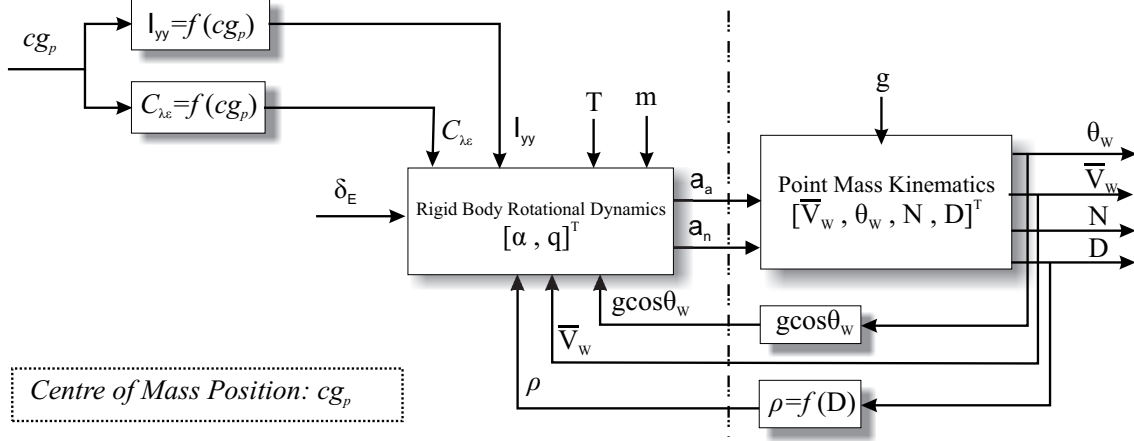 cg_p
I_yy=f(cg_p)
C_λε=f(cg_p)
C_λε
I_yy
T
m
g
δ_E
Rigid Body Rotational Dynamics
[α , q]^T
a_a
a_n
Point Mass Kinematics
[V̅_W , θ_W , N , D]^T
θ_W
V̅_W
N
D
gcosθ_W
gcosθ_W
V̅_W
ρ
ρ=f(D)
Centre of Mass Position: cg_p